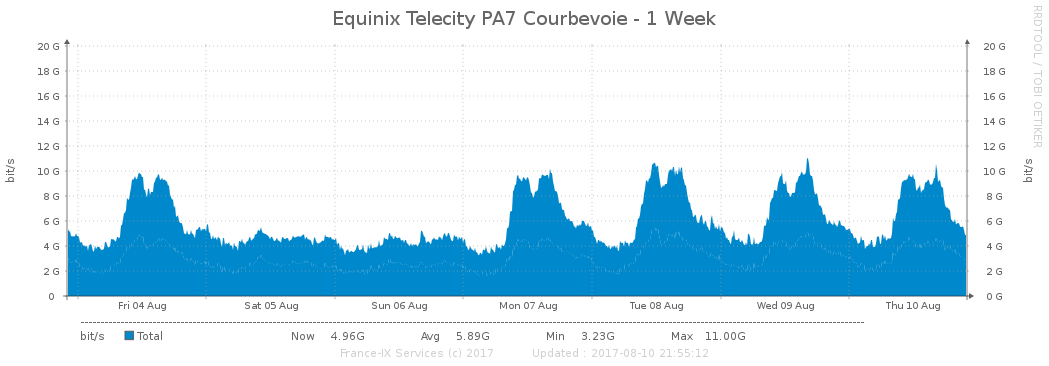 Equinix Telecity PA7 Courbevoie - 1 Week
RRDTOOL / TOBI OETIKER
bit/s
20 G
18 G
16 G
14 G
12 G
10 G
8 G
6 G
4 G
2 G
0
20 G
18 G
16 G
14 G
12 G
10 G
8 G
6 G
4 G
2 G
0 G
bit/s
Fri 04 Aug Sat 05 Aug Sun 06 Aug Mon 07 Aug Tue 08 Aug Wed 09 Aug Thu 10 Aug
bit/s Total Now 4.96G Avg 5.89G Min 3.23G Max 11.00G
France-IX Services (c) 2017 Updated : 2017-08-10 21:55:12